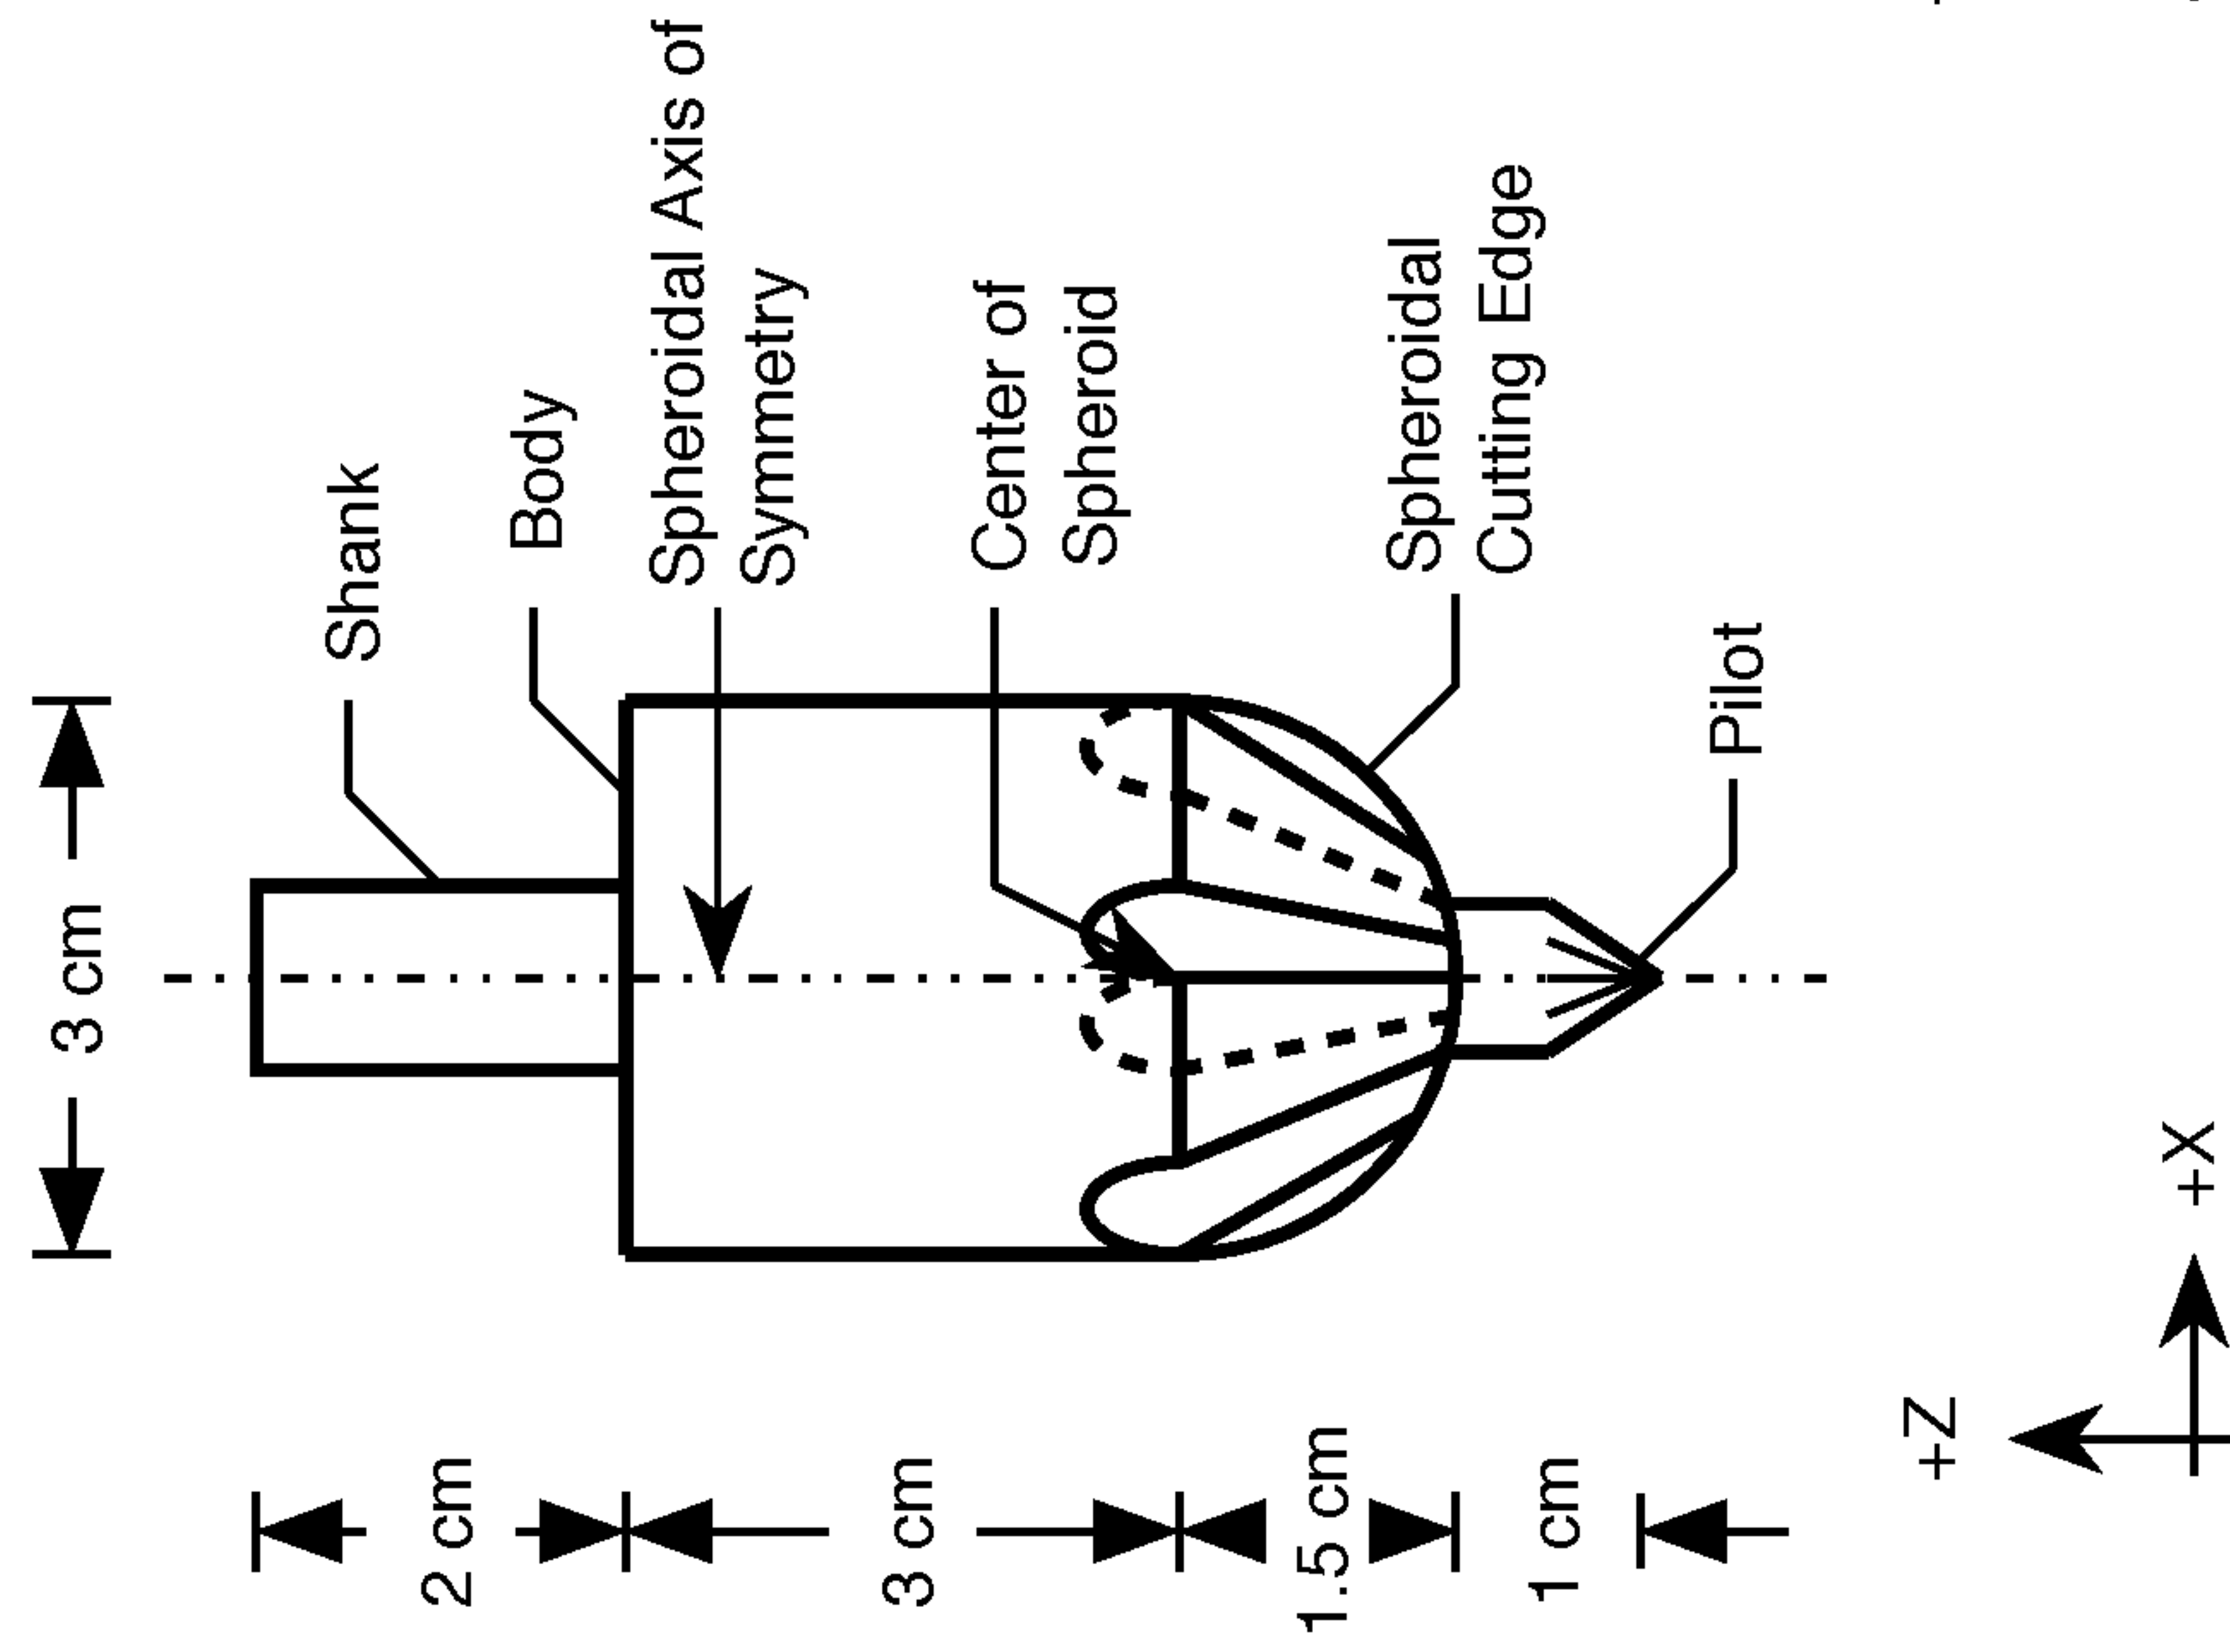 3 cm
Shank
Body
Spheroidal Axis of
Symmetry
Center of
Spheroid
Spheroidal
Cutting Edge
Pilot
2 cm
3 cm
1.5 cm
1 cm
+Z
+X